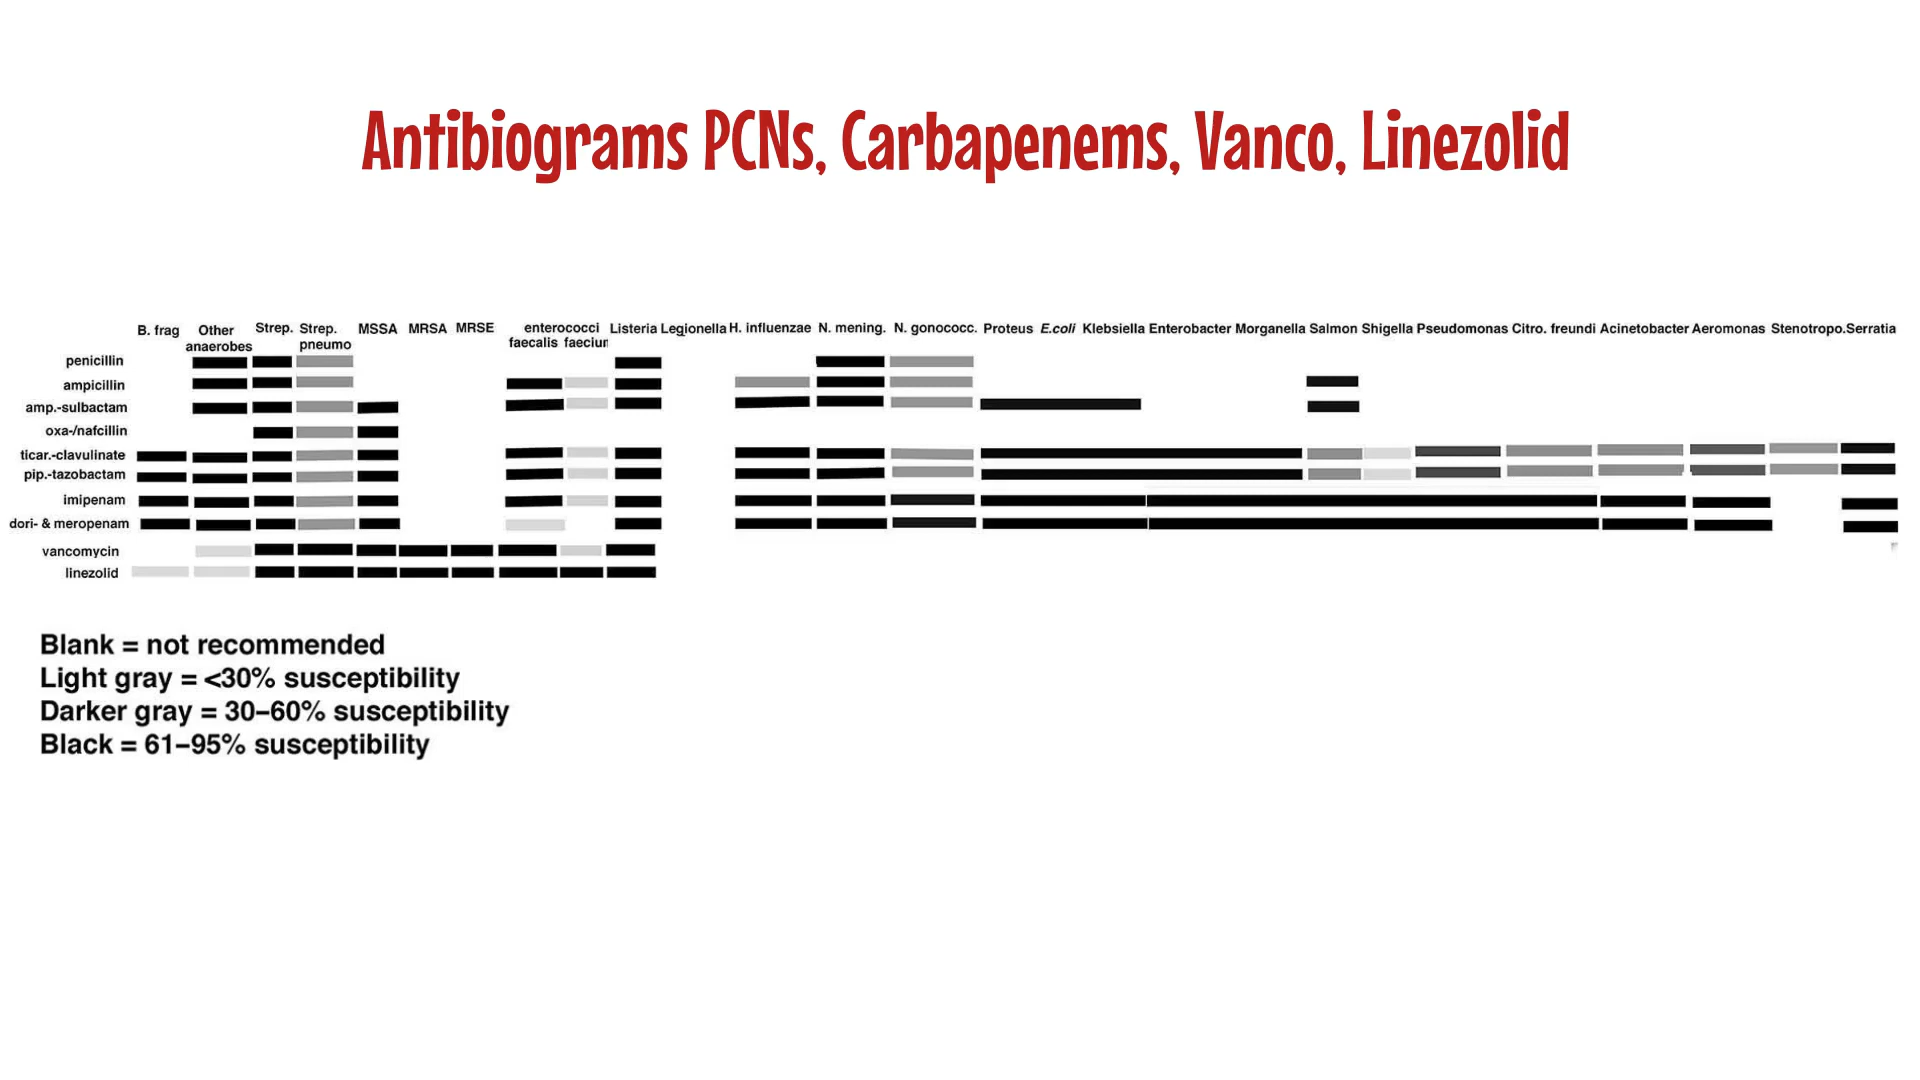 Antibiograms PCNs, Carbapenems, Vanco, Linezolid
B. frag Other anaerobes Strep. Strep. pneumo MSSA MRSA MRSE enterococci faecalis faeciun Listeria Legionella H. influenzae N. mening. N. gonococc. Proteus E.coli Klebsiella Enterobacter Morganella Salmon Shigella Pseudomonas Citro. freundi Acinetobacter Aeromonas Stenotropo. Serratia
penicillin
ampicillin
amp.-sulbactam
oxa-/nafcillin
ticar.-clavulinate
pip.-tazobactam
imipenam
dori- & meropenam
vancomycin
linezolid
Blank = not recommended
Light gray = <30% susceptibility
Darker gray = 30–60% susceptibility
Black = 61–95% susceptibility